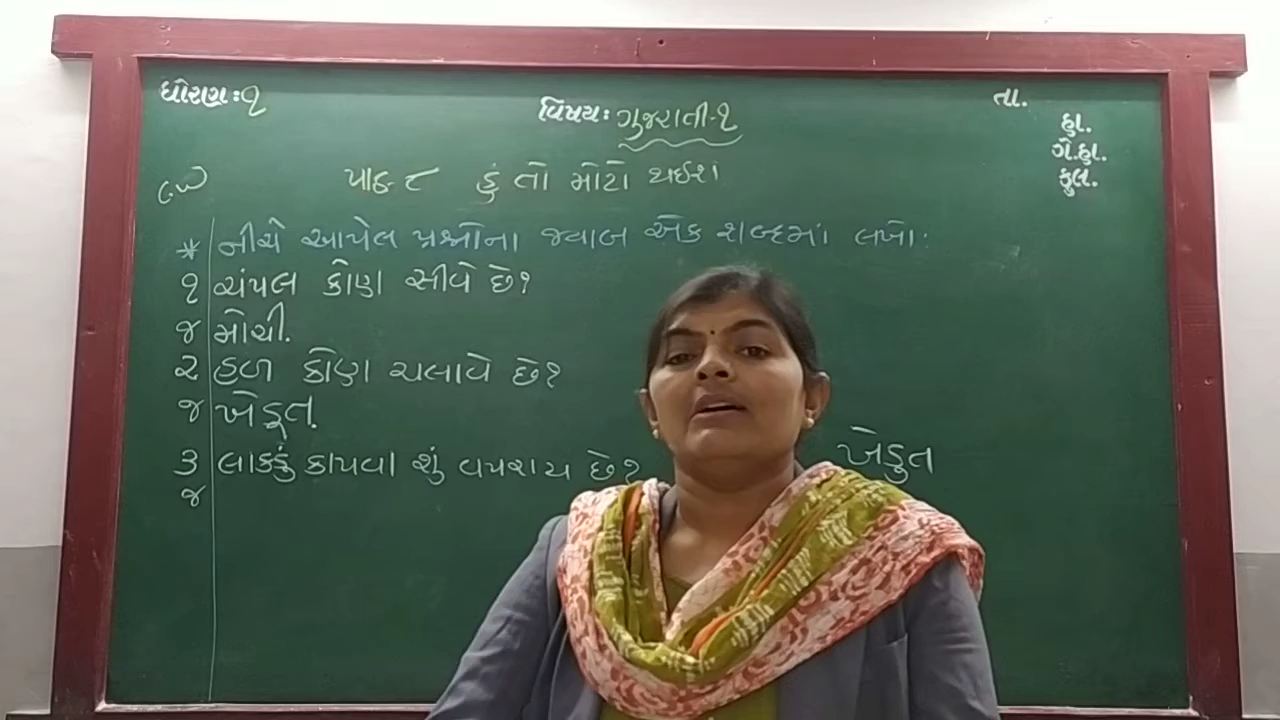 ધોરણ:૧ વિષય: ગુજરાતી-૧ તા.
હા.
ગે.હા.
કુલ.
C.W પાઠ-૮ હું તો મોટો થઈશ
* નીચે આપેલ પ્રશ્નોના જવાબ એક શબ્દમાં લખો.
૧ ચંપલ કોણ સીવે છે?
જ મોચી.
૨ હળ કોણ ચલાવે છે?
જ ખેડૂત.
૩ લાકડું કાપવા શું વપરાય છે? ખેડુત
જ